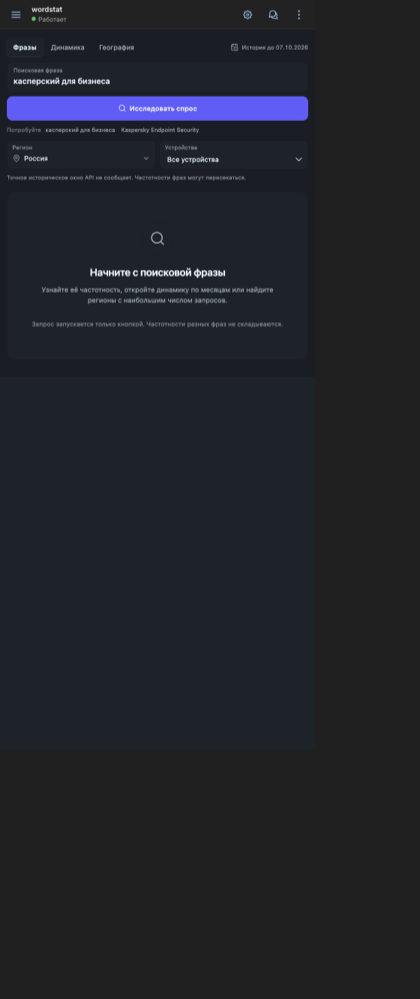 wordstat
Работает
Фразы Динамика География История до 07.10.2026
Поисковая фраза
касперский для бизнеса
Исследовать спрос
Попробуйте касперский для бизнеса Kaspersky Endpoint Security
Регион Устройства
Россия Все устройства
Точное историческое окно API не сообщает. Частотности фраз могут пересекаться.
Начните с поисковой фразы
Узнайте её частотность, откройте динамику по месяцам или найдите
регионы с наибольшим числом запросов.
Запрос запускается только кнопкой. Частотности разных фраз не складываются.